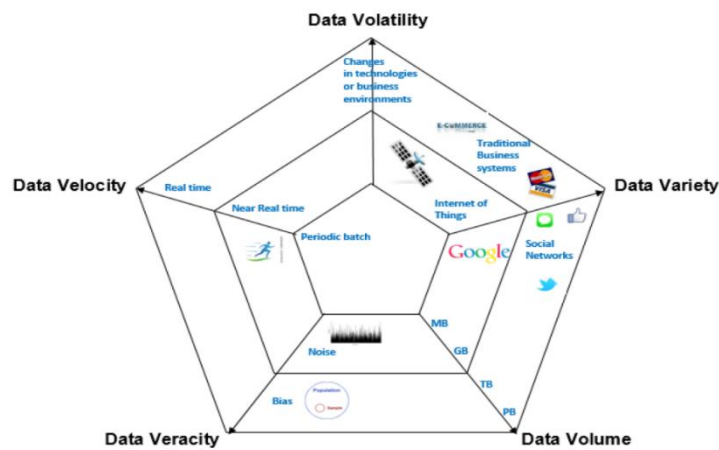 Data Volatility
Changes
in technologies
or business
environments
E-COMMERCE
Traditional
Business
systems
MasterCard
VISA
Data Velocity
Real time
Data Variety
Near Real time
Internet of
Things
Periodic batch
Google
Social
Networks
MB
Noise
GB
TB
Population
Bias
PB
Data Veracity
Data Volume